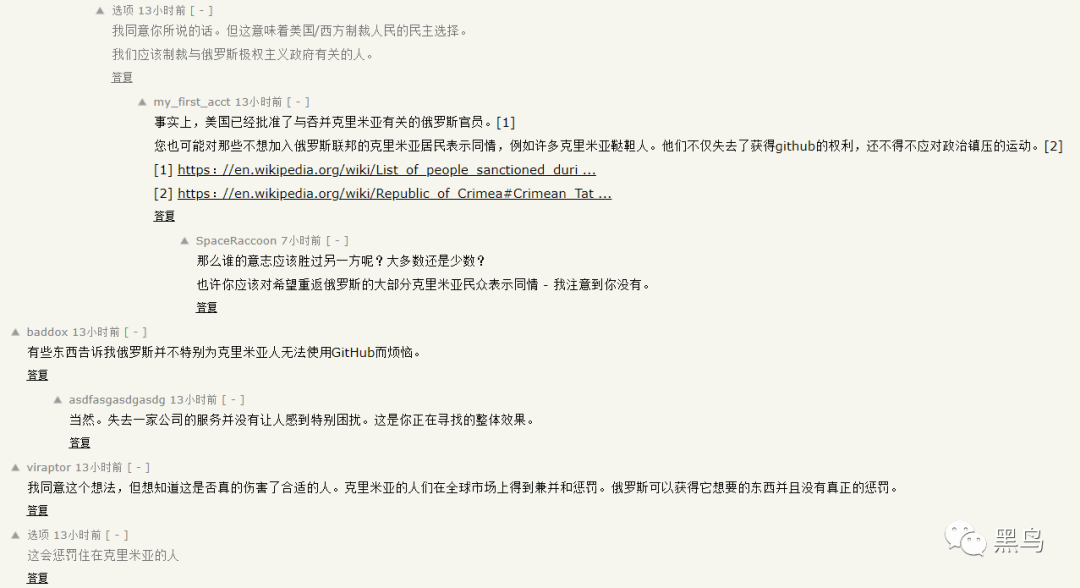 ▲ 选项 13小时前 [ - ]
我同意你所说的话。但这意味着美国/西方制裁人民的民主选择。
我们应该制裁与俄罗斯极权主义政府有关的人。
答复
▲ my_first_acct 13小时前 [ - ]
事实上，美国已经批准了与吞并克里米亚有关的俄罗斯官员。[1]
您也可能对那些不想加入俄罗斯联邦的克里米亚居民表示同情，例如许多克里米亚鞑靼人。他们不仅失去了获得github的权利，还不得不应对政治镇压的运动。[2]
[1] https：//en.wikipedia.org/wiki/List_of_people_sanctioned_duri ...
[2] https：//en.wikipedia.org/wiki/Republic_of_Crimea#Crimean_Tat ...
答复
▲ SpaceRaccoon 7小时前 [ - ]
那么谁的意志应该胜过另一方呢？大多数还是少数？
也许你应该对希望重返俄罗斯的大部分克里米亚民众表示同情 - 我注意到你没有。
答复
▲ baddox 13小时前 [ - ]
有些东西告诉我俄罗斯并不特别为克里米亚人无法使用GitHub而烦恼。
答复
▲ asdfasgasdgasdg 13小时前 [ - ]
当然。失去一家公司的服务并没有让人感到特别困扰。这是你正在寻找的整体效果。
答复
▲ viraptor 13小时前 [ - ]
我同意这个想法，但想知道这是否真的伤害了合适的人。克里米亚的人们在全球市场上得到兼并和惩罚。俄罗斯可以获得它想要的东西并且没有真正的惩罚。
答复
▲ 选项 13小时前 [ - ]
这会惩罚住在克里米亚的人
答复
黑鸟